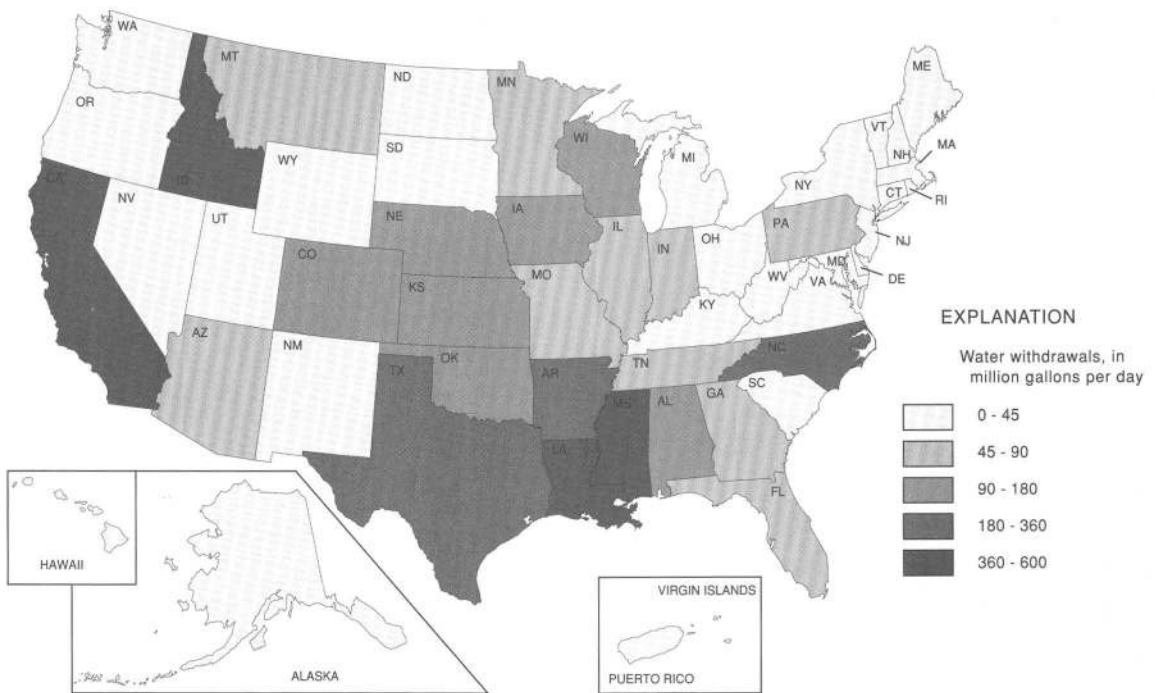 WA
MT
ND
MN
ME
OR
ID
WY
SD
WI
MI
VT
NH
MA
NY
CT
RI
CA
NV
UT
NE
IA
PA
NJ
CO
IL
IN
OH
MD
DE
KS
MO
WV
VA
KY
AZ
NM
OK
AR
TN
NC
TX
MS
AL
GA
SC
LA
FL
HAWAII
ALASKA
VIRGIN ISLANDS
PUERTO RICO
EXPLANATION
Water withdrawals, in
million gallons per day
0 - 45
45 - 90
90 - 180
180 - 360
360 - 600